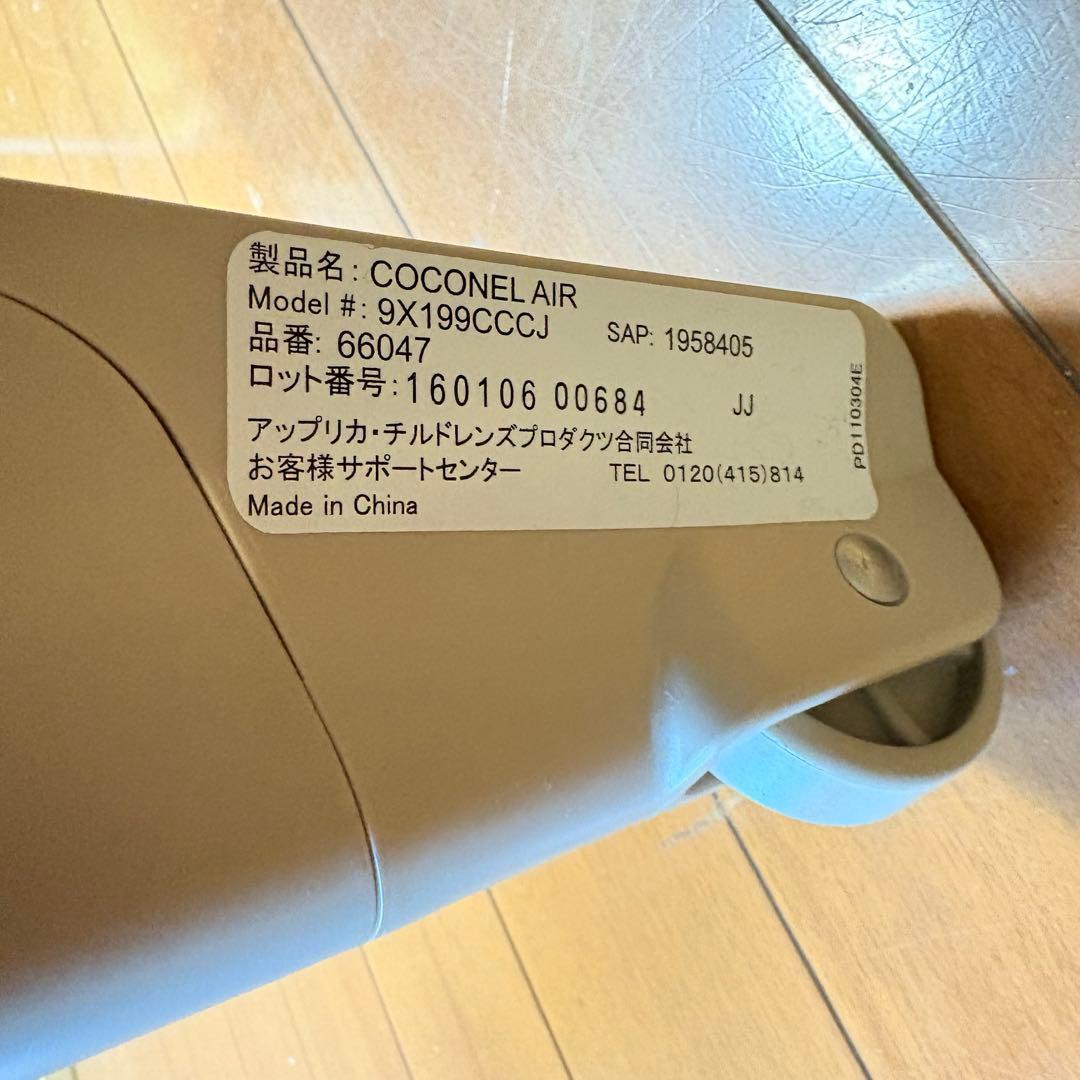 製品名: COCONEL AIR
Model #: 9X199CCCJ SAP: 1958405
品番: 66047
ロット番号: 160106 00684 JJ
アップリカ・チルドレンズプロダクツ合同会社
お客様サポートセンター TEL 0120(415)814
Made in China
PD110304E